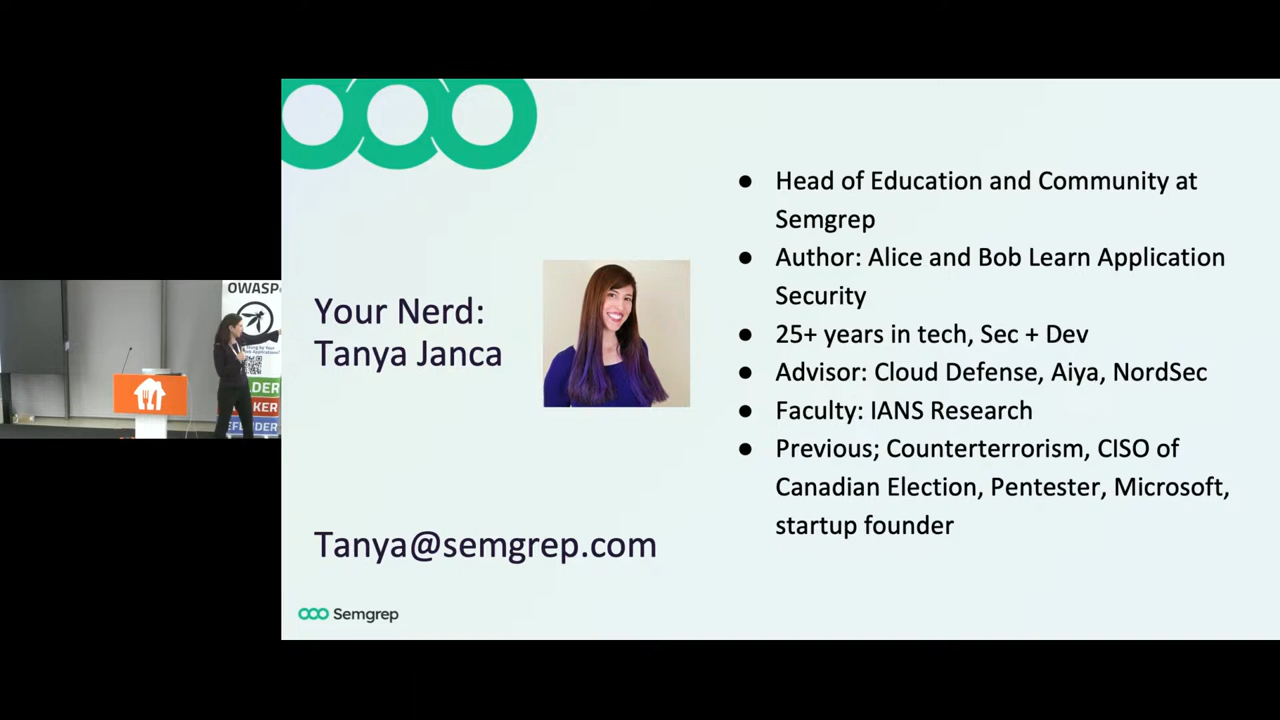 Your Nerd:
Tanya Janca
Tanya@semgrep.com
Semgrep
● Head of Education and Community at
Semgrep
● Author: Alice and Bob Learn Application
Security
● 25+ years in tech, Sec + Dev
● Advisor: Cloud Defense, Aiya, NordSec
● Faculty: IANS Research
● Previous; Counterterrorism, CISO of
Canadian Election, Pentester, Microsoft,
startup founder
OWASP